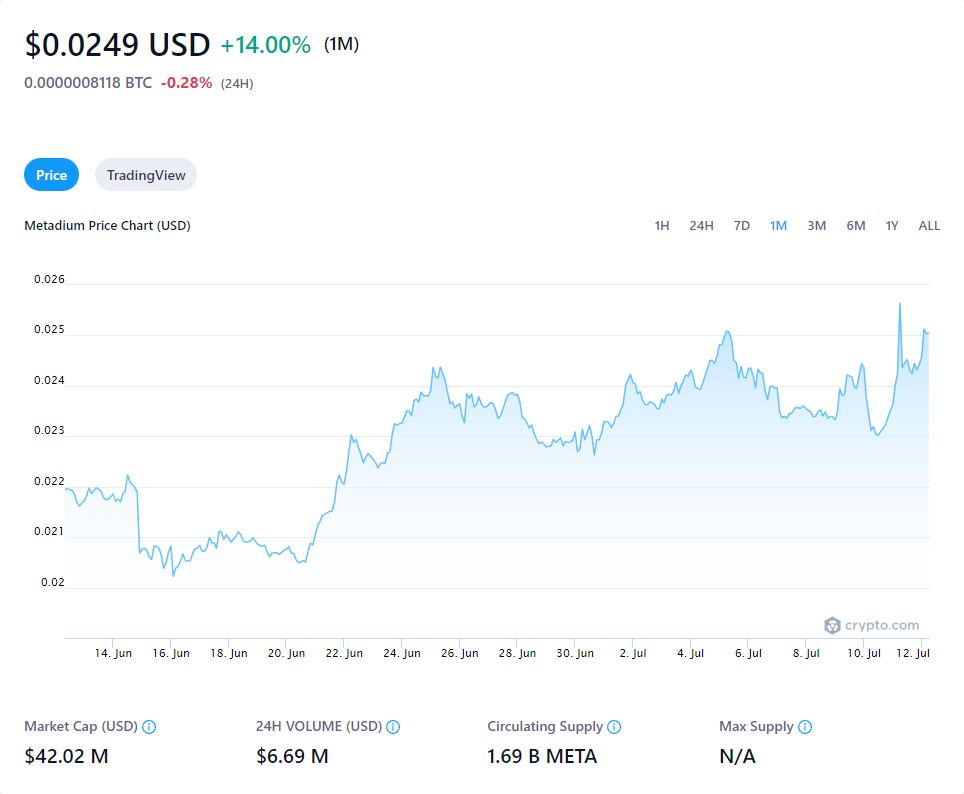 $0.0249 USD +14.00% (1M)
0.0000008118 BTC -0.28% (24H)
Price TradingView
Metadium Price Chart (USD) 1H 24H 7D 1M 3M 6M 1Y ALL
0.026
0.025
0.024
0.023
0.022
0.021
0.02
crypto.com
14. Jun 16. Jun 18. Jun 20. Jun 22. Jun 24. Jun 26. Jun 28. Jun 30. Jun 2. Jul 4. Jul 6. Jul 8. Jul 10. Jul 12. Jul
Market Cap (USD) 24H VOLUME (USD) Circulating Supply Max Supply
$42.02 M $6.69 M 1.69 B META N/A